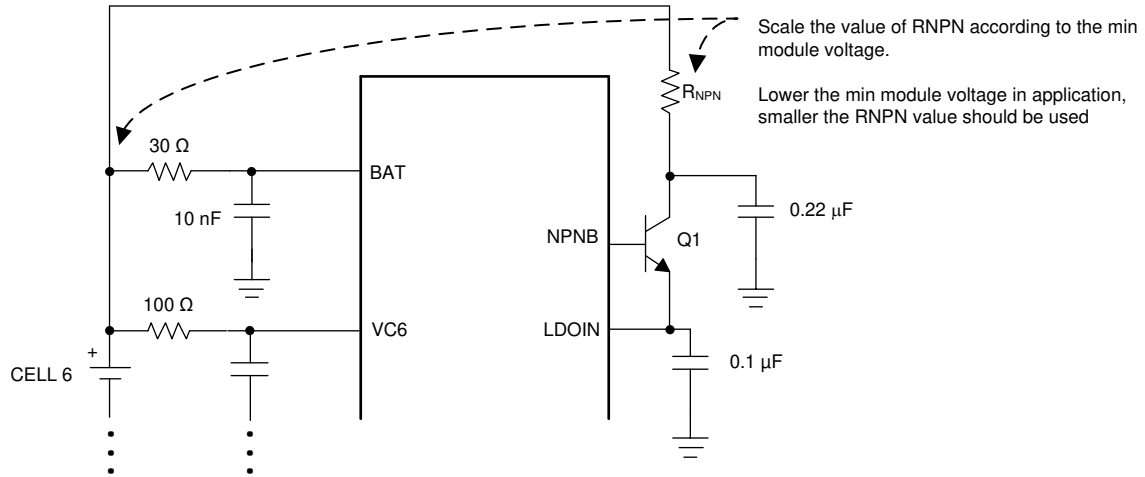 Scale the value of RNPN according to the min
module voltage.
Lower the min module voltage in application,
smaller the RNPN value should be used
RNPN
30 Ω
BAT
10 nF
0.22 μF
NPNB
Q1
100 Ω
VC6
LDOIN
+
CELL 6
0.1 μF